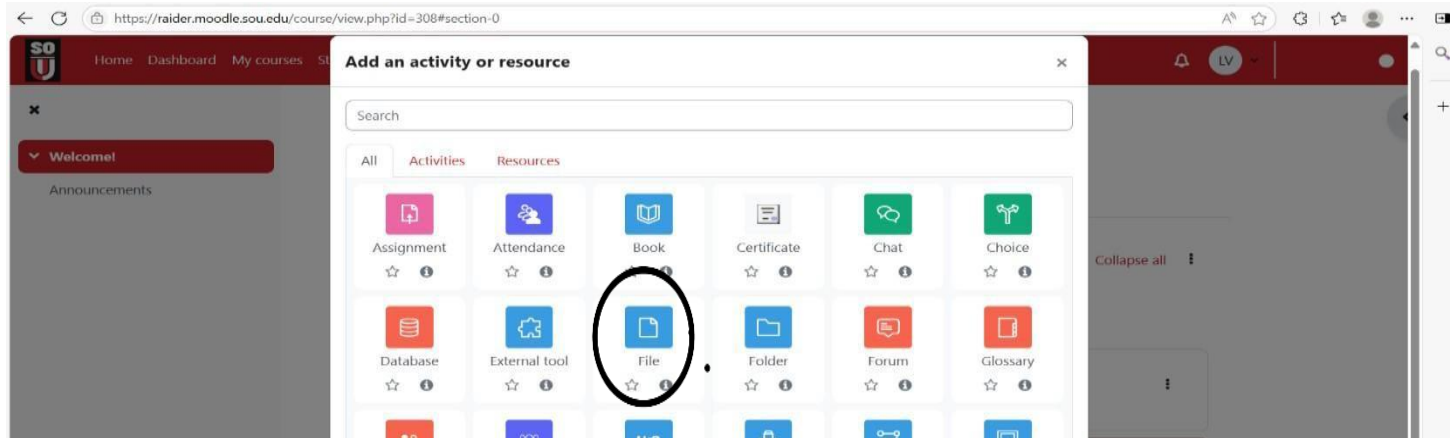 https://raider.moodle.sou.edu/course/view.php?id=308#section-0
SO
U
Home Dashboard My courses St
LV
Add an activity or resource
Search
Welcome!
Announcements
All Activities Resources
Assignment Attendance Book Certificate Chat Choice
Collapse all
Database External tool File Folder Forum Glossary